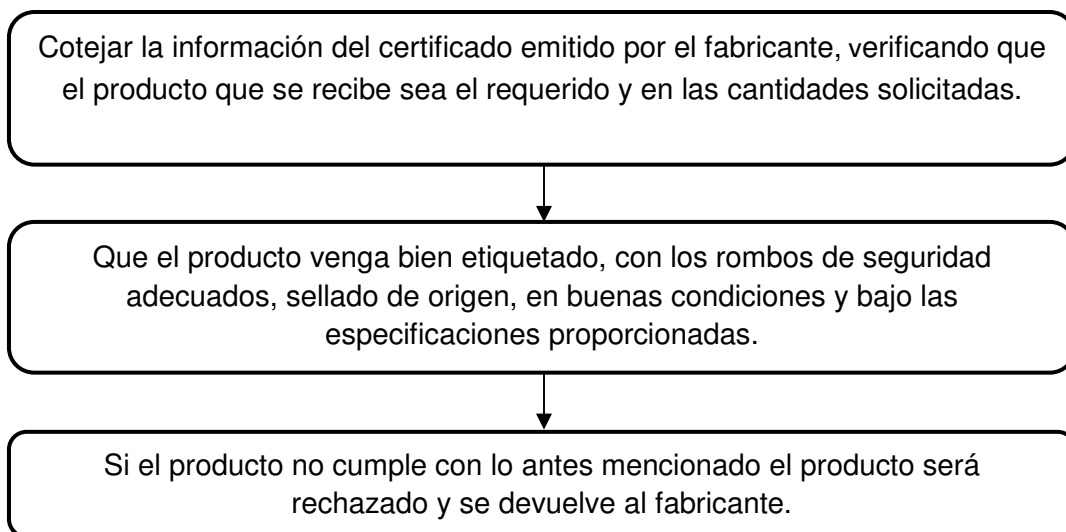 Cotejar la información del certificado emitido por el fabricante, verificando que
el producto que se recibe sea el requerido y en las cantidades solicitadas.
Que el producto venga bien etiquetado, con los rombos de seguridad
adecuados, sellado de origen, en buenas condiciones y bajo las
especificaciones proporcionadas.
Si el producto no cumple con lo antes mencionado el producto será
rechazado y se devuelve al fabricante.